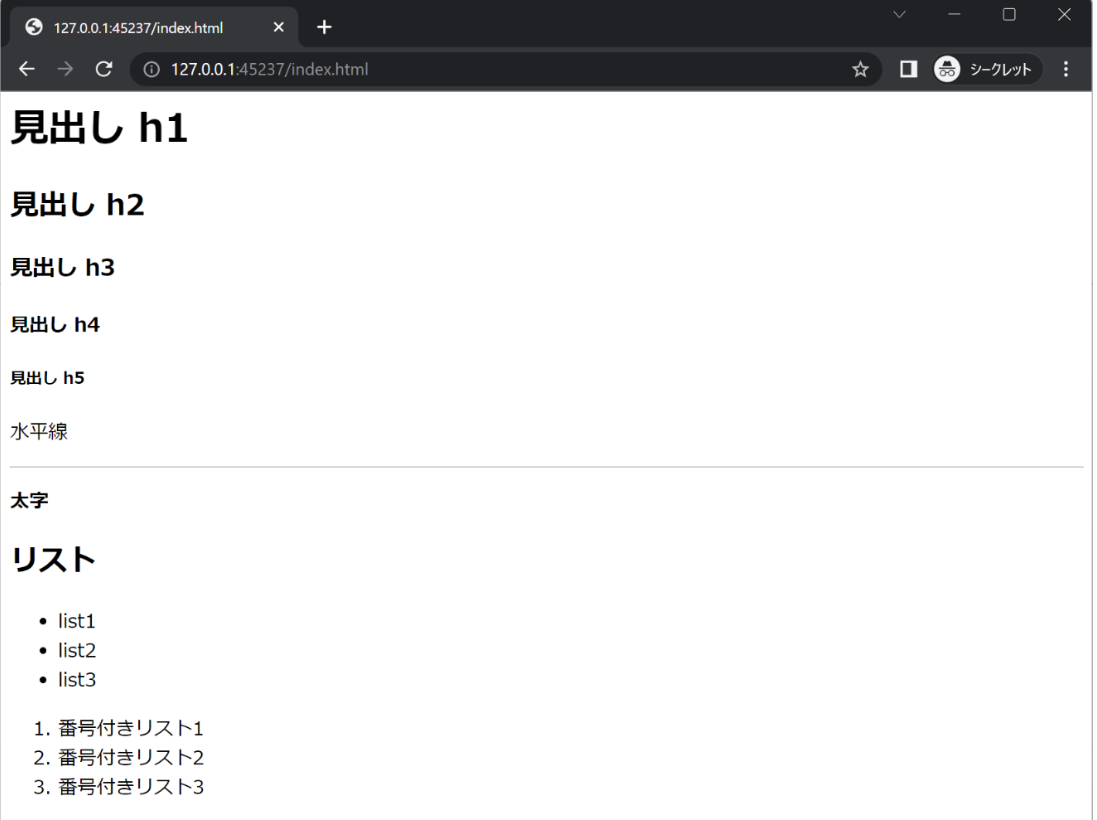 127.0.0.1:45237/index.html
127.0.0.1:45237/index.html
シークレット
見出し h1
見出し h2
見出し h3
見出し h4
見出し h5
水平線
太字
リスト
• list1
• list2
• list3
1. 番号付きリスト1
2. 番号付きリスト2
3. 番号付きリスト3